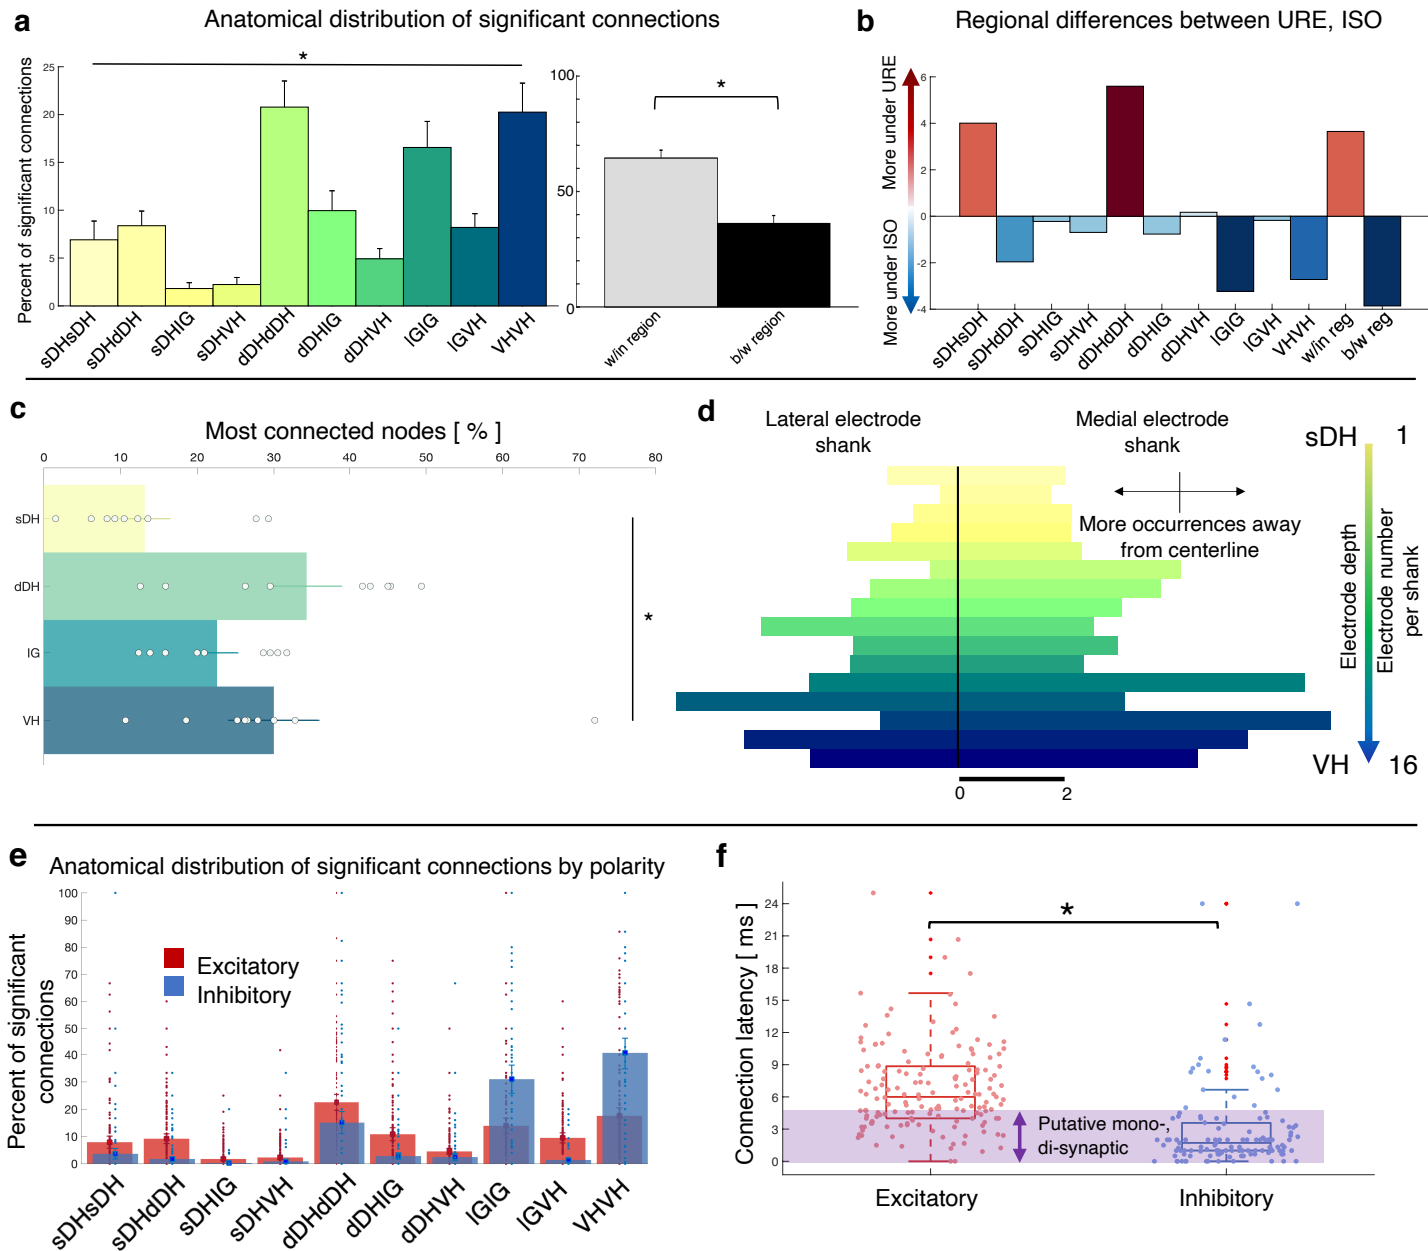 a
Anatomical distribution of significant connections
Percent of significant connections
25
20
15
10
5
0
*
sDHsDH
sDHdDH
sDHIG
sDHVH
dDHdDH
dDHIG
dDHVH
IGIG
IGVH
VHVH
100
50
0
*
w/in region
b/w region
b
Regional differences between URE, ISO
More under URE
More under ISO
6
4
2
0
-2
-4
sDHsDH
sDHdDH
sDHIG
sDHVH
dDHdDH
dDHIG
dDHVH
IGIG
IGVH
VHVH
w/in reg
b/w reg
c
Most connected nodes [ % ]
0 10 20 30 40 50 60 70 80
sDH
dDH
IG
VH
*
d
Lateral electrode
shank
Medial electrode
shank
More occurrences away
from centerline
0 2
sDH 1
Electrode depth
Electrode number
per shank
VH 16
e
Anatomical distribution of significant connections by polarity
Percent of significant
connections
100
90
80
70
60
50
40
30
20
10
0
Excitatory
Inhibitory
sDHsDH
sDHdDH
sDHIG
sDHVH
dDHdDH
dDHIG
dDHVH
IGIG
IGVH
VHVH
f
Connection latency [ ms ]
24
21
18
15
12
9
6
3
0
*
Putative mono-,
di-synaptic
Excitatory
Inhibitory